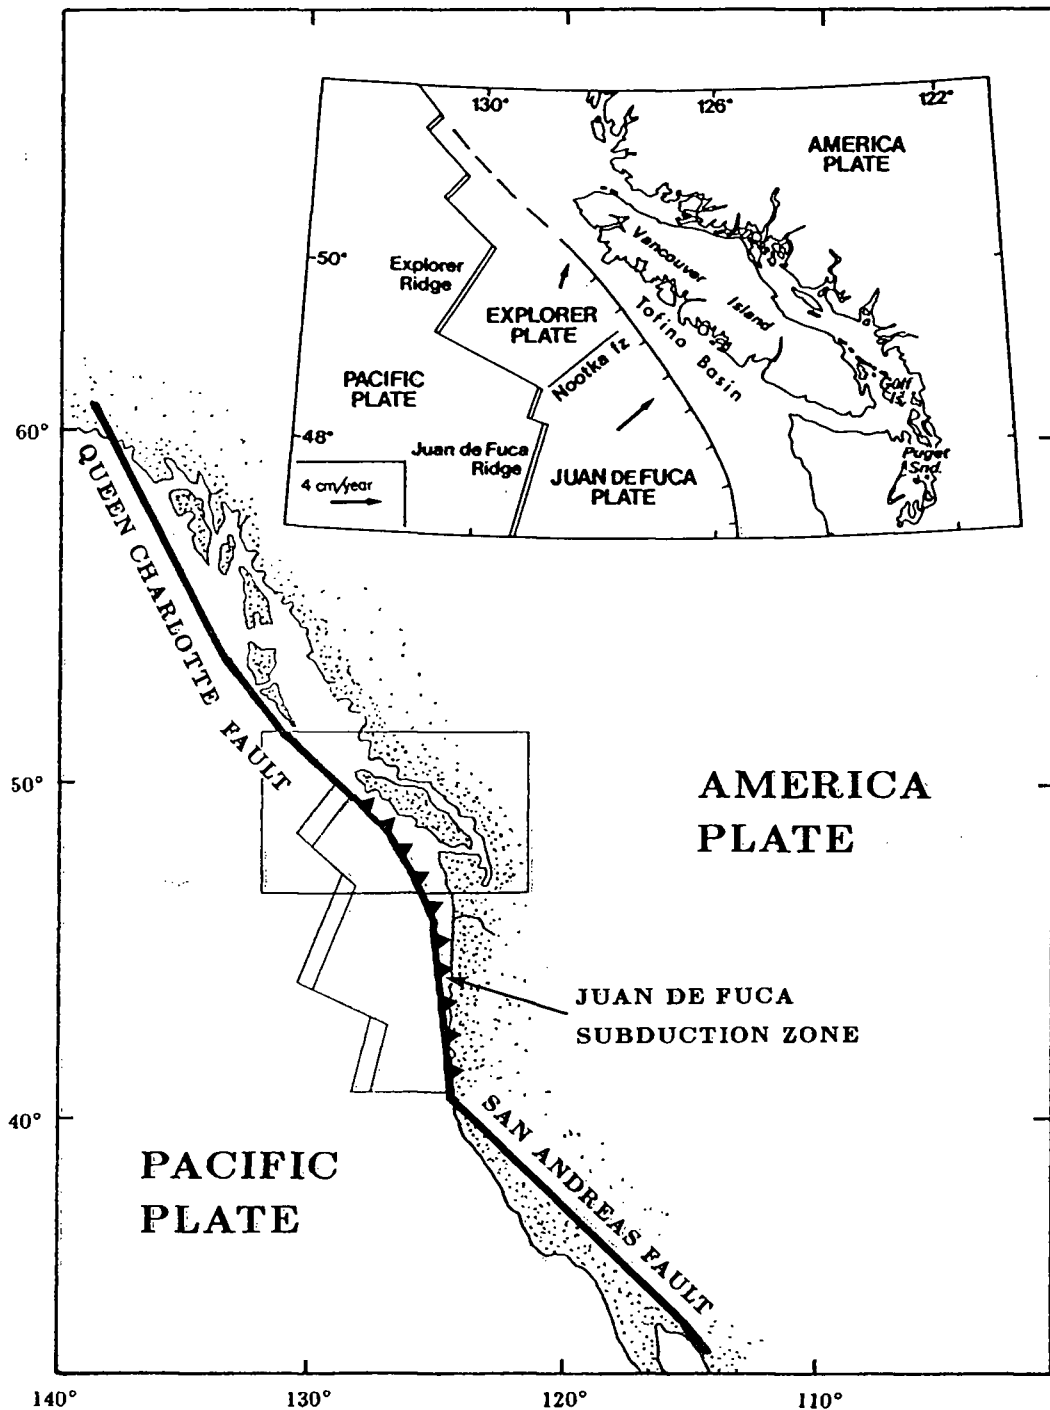 130°
126°
122°
AMERICA
PLATE
50°
Explorer
Ridge
EXPLORER
PLATE
Vancouver
Island
Tofino Basin
Nootka fz
PACIFIC
PLATE
48°
Juan de Fuca
Ridge
JUAN DE FUCA
PLATE
4 cm/year
Gulf
Puget
Snd.
60°
QUEEN CHARLOTTE FAULT
50°
AMERICA
PLATE
JUAN DE FUCA
SUBDUCTION ZONE
40°
SAN ANDREAS FAULT
PACIFIC
PLATE
140°
130°
120°
110°